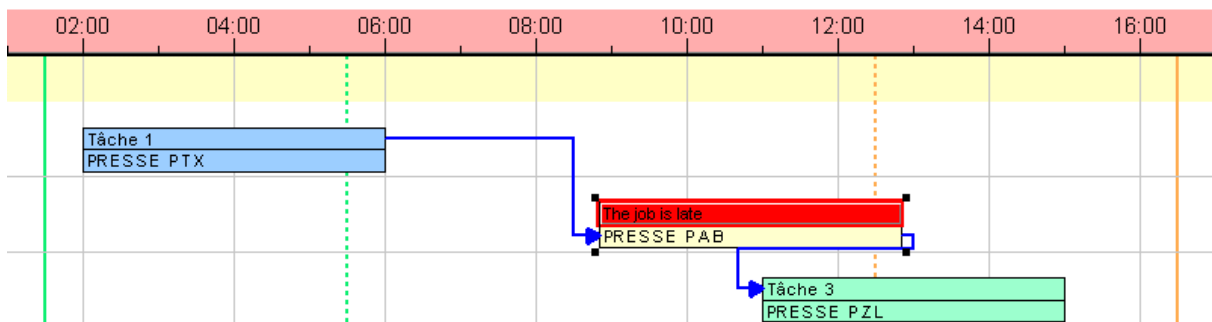 02:00 04:00 06:00 08:00 10:00 12:00 14:00 16:00
Tâche 1
PRESSE PTX
The job is late
PRESSE PAB
Tâche 3
PRESSE PZL